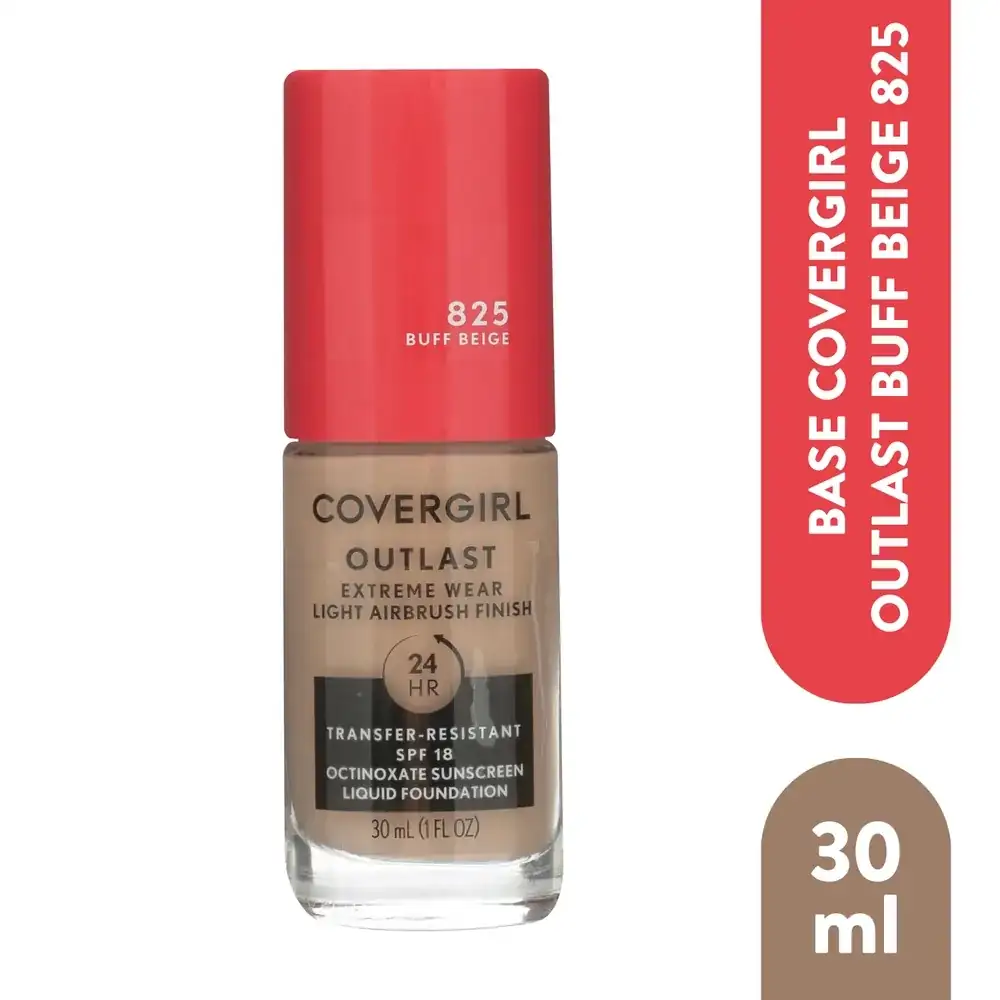 825
BUFF BEIGE
COVERGIRL
OUTLAST
EXTREME WEAR
LIGHT AIRBRUSH FINISH
24
HR
TRANSFER-RESISTANT
SPF 18
OCTINOXATE SUNSCREEN
LIQUID FOUNDATION
30 mL (1 FL OZ)
BASE COVERGIRL
OUTLAST BUFF BEIGE 825
30
ml